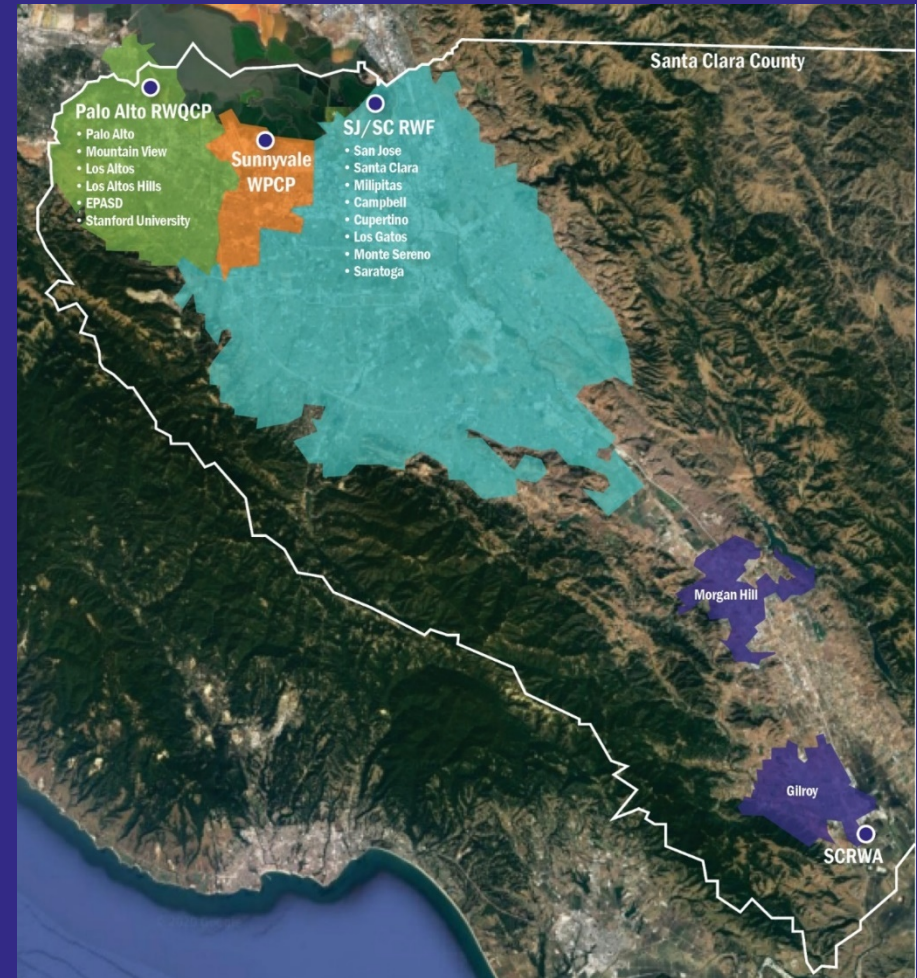 Santa Clara County
Palo Alto RWQCP
• Palo Alto
• Mountain View
• Los Altos
• Los Altos Hills
• EPASD
• Stanford University
Sunnyvale
WPCP
SJ/SC RWF
• San Jose
• Santa Clara
• Milipitas
• Campbell
• Cupertino
• Los Gatos
• Monte Sereno
• Saratoga
Morgan Hill
Gilroy
SCRWA